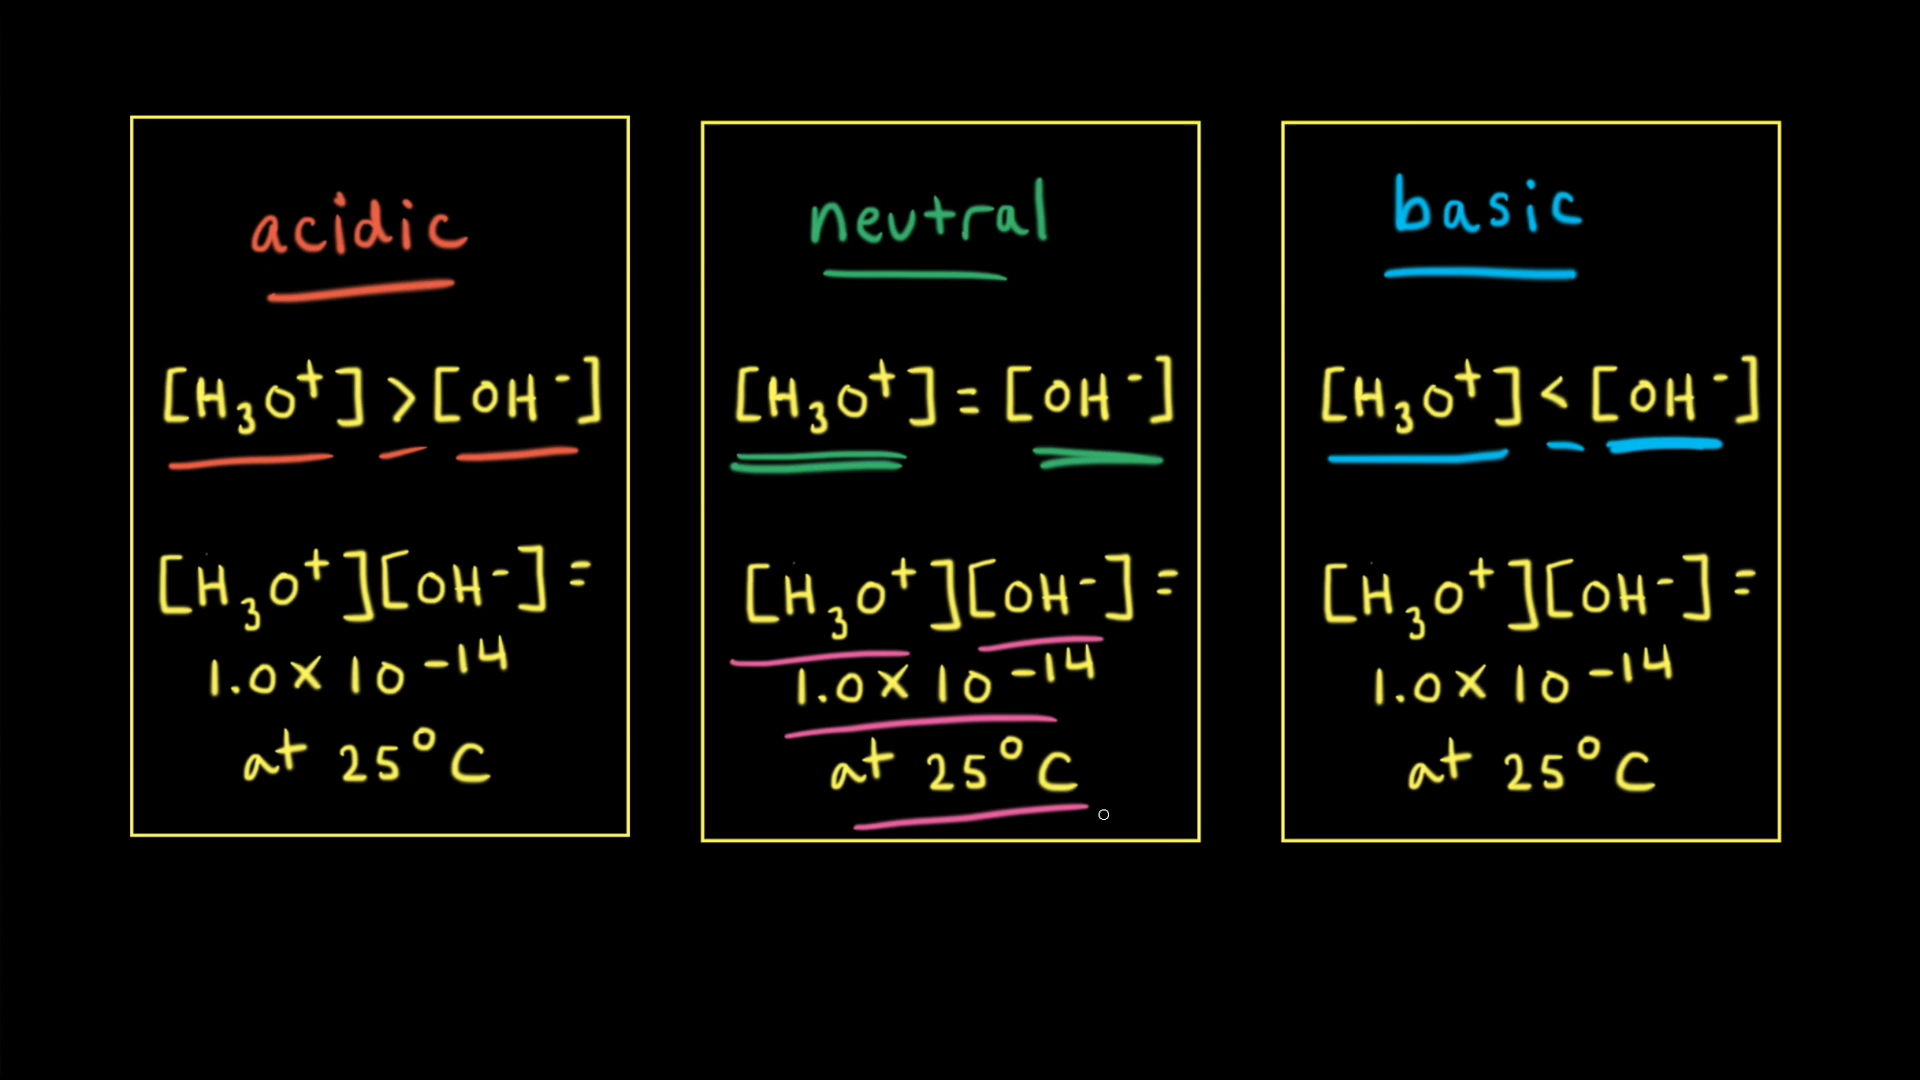 acidic
[H₃O⁺] > [OH⁻]
[H₃O⁺][OH⁻] =
1.0 × 10⁻¹⁴
at 25°C
neutral
[H₃O⁺] = [OH⁻]
[H₃O⁺][OH⁻] =
1.0 × 10⁻¹⁴
at 25°C
basic
[H₃O⁺] < [OH⁻]
[H₃O⁺][OH⁻] =
1.0 × 10⁻¹⁴
at 25°C